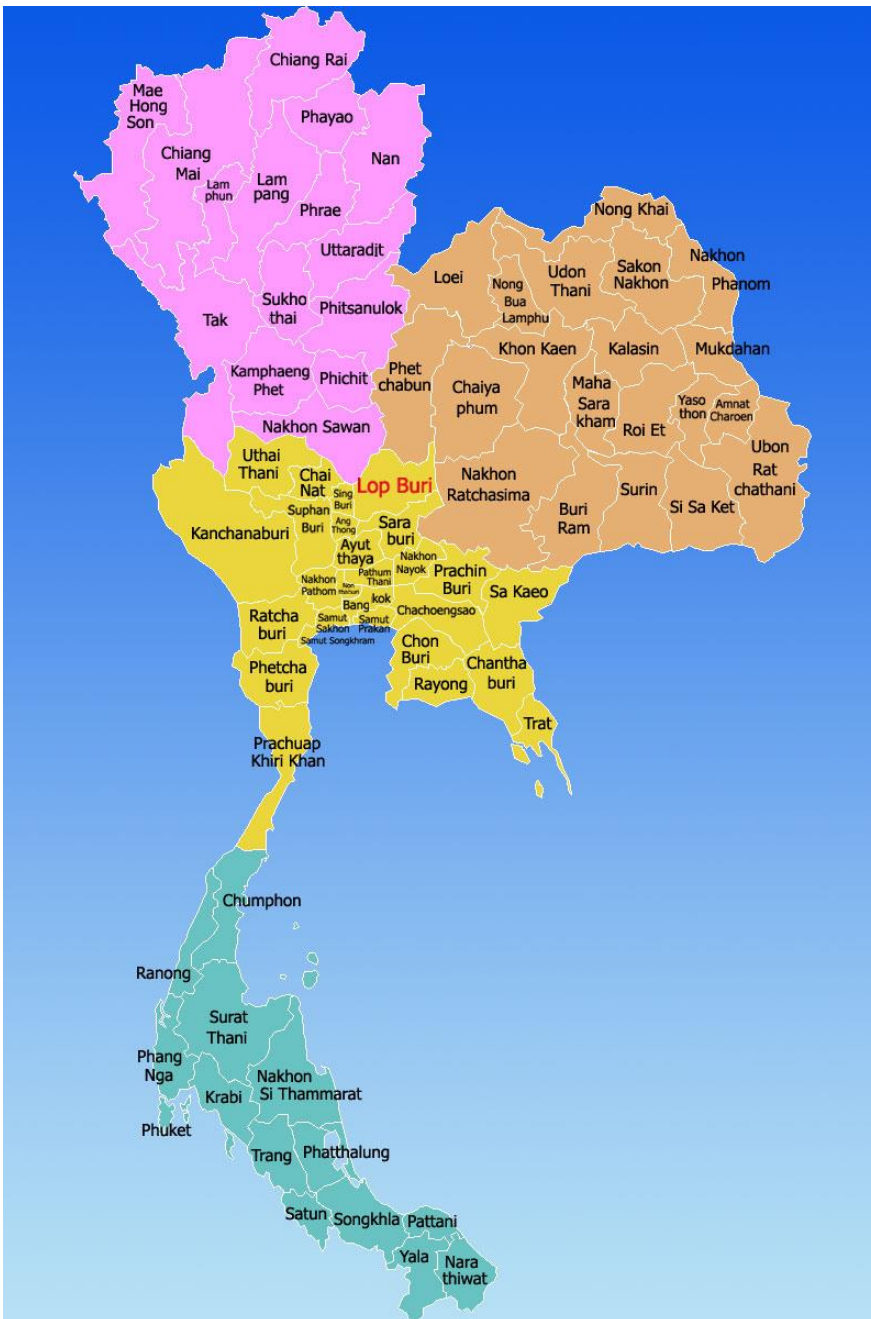 Chiang Rai
Mae
Hong
Son
Phayao
Chiang
Mai
Nan
Lam
phun
Lam
pang
Phrae
Uttaradit
Sukho
thai
Phitsanulok
Tak
Kamphaeng
Phet
Phichit
Nakhon Sawan
Nong Khai
Loei
Nong
Bua
Lamphu
Udon
Thani
Sakon
Nakhon
Nakhon
Phanom
Phet
chabun
Khon Kaen
Kalasin
Mukdahan
Chaiya
phum
Maha
Sara
kham
Roi Et
Yaso
thon
Amnat
Charoen
Ubon
Rat
chathani
Nakhon
Ratchasima
Buri
Ram
Surin
Si Sa Ket
Uthai
Thani
Chai
Nat
Sing
Buri
Lop Buri
Kanchanaburi
Suphan
Buri
Ang
Thong
Sara
buri
Ayut
thaya
Nakhon
Nayok
Pathum
Thani
Prachin
Buri
Sa Kaeo
Nakhon
Pathom
Bang kok
Chachoengsao
Ratcha
buri
Samut
Sakhon
Samut
Prakan
Samut Songkhram
Chon
Buri
Phetcha
buri
Rayong
Chantha
buri
Trat
Prachuap
Khiri Khan
Chumphon
Ranong
Surat
Thani
Phang
Nga
Krabi
Nakhon
Si Thammarat
Phuket
Trang
Phatthalung
Satun
Songkhla
Pattani
Yala
Nara
thiwat